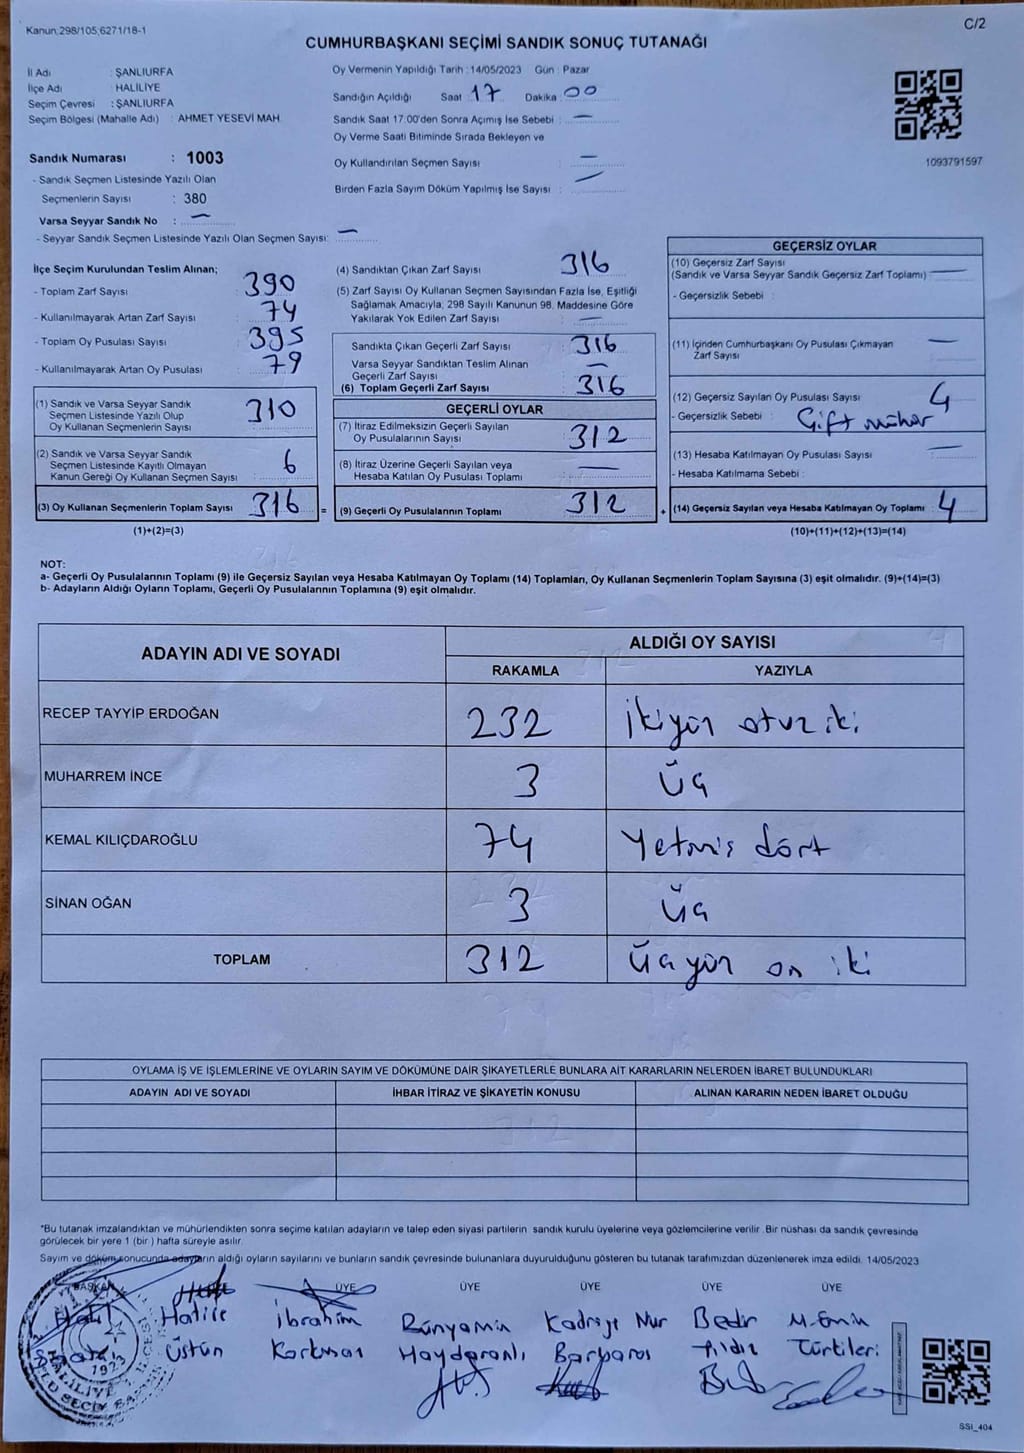 Kanun;298/105;6271/18-1
C/2
CUMHURBAŞKANI SEÇİMİ SANDIK SONUÇ TUTANAĞI
İl Adı : ŞANLIURFA
İlçe Adı : HALİLİYE
Seçim Çevresi : ŞANLIURFA
Seçim Bölgesi (Mahalle Adı) : AHMET YESEVİ MAH.
Sandık Numarası : 1003
- Sandık Seçmen Listesinde Yazılı Olan
Seçmenlerin Sayısı : 380
Varsa Seyyar Sandık No : —
- Seyyar Sandık Seçmen Listesinde Yazılı Olan Seçmen Sayısı: —
Oy Vermenin Yapıldığı Tarih : 14/05/2023 Gün : Pazar
Sandığın Açıldığı Saat : 17 Dakika : 00
Sandık Saat 17:00'den Sonra Açımış İse Sebebi : —
Oy Verme Saati Bitiminde Sırada Bekleyen ve
Oy Kullandırılan Seçmen Sayısı : —
Birden Fazla Sayım Döküm Yapılmış İse Sayısı : —
1093791597
İlçe Seçim Kurulundan Teslim Alınan;
- Toplam Zarf Sayısı : 390
- Kullanılmayarak Artan Zarf Sayısı : 74
- Toplam Oy Pusulası Sayısı : 395
- Kullanılmayarak Artan Oy Pusulası : 79
(1) Sandık ve Varsa Seyyar Sandık
Seçmen Listesinde Yazılı Olup
Oy Kullanan Seçmenlerin Sayısı : 310
(2) Sandık ve Varsa Seyyar Sandık
Seçmen Listesinde Kayıtlı Olmayan
Kanun Gereği Oy Kullanan Seçmen Sayısı : 6
(3) Oy Kullanan Seçmenlerin Toplam Sayısı : 316 =
(1)+(2)=(3)
(4) Sandıktan Çıkan Zarf Sayısı : 316
(5) Zarf Sayısı Oy Kullanan Seçmen Sayısından Fazla İse, Eşitliği
Sağlamak Amacıyla; 298 Sayılı Kanunun 98. Maddesine Göre
Yakılarak Yok Edilen Zarf Sayısı : —
Sandıkta Çıkan Geçerli Zarf Sayısı : 316
Varsa Seyyar Sandıktan Teslim Alınan
Geçerli Zarf Sayısı : —
(6) Toplam Geçerli Zarf Sayısı : 316
GEÇERLİ OYLAR
(7) İtiraz Edilmeksizin Geçerli Sayılan
Oy Pusulalarının Sayısı : 312
(8) İtiraz Üzerine Geçerli Sayılan veya
Hesaba Katılan Oy Pusulası Toplamı : —
(9) Geçerli Oy Pusulalarının Toplamı : 312 +
GEÇERSİZ OYLAR
(10) Geçersiz Zarf Sayısı
(Sandık ve Varsa Seyyar Sandık Geçersiz Zarf Toplamı) : —
- Geçersizlik Sebebi :
(11) İçinden Cumhurbaşkanı Oy Pusulası Çıkmayan
Zarf Sayısı : —
(12) Geçersiz Sayılan Oy Pusulası Sayısı : 4
- Geçersizlik Sebebi : Çift mühür
(13) Hesaba Katılmayan Oy Pusulası Sayısı : —
- Hesaba Katılmama Sebebi :
(14) Geçersiz Sayılan veya Hesaba Katılmayan Oy Toplamı : 4
(10)+(11)+(12)+(13)=(14)
NOT:
a- Geçerli Oy Pusulalarının Toplamı (9) ile Geçersiz Sayılan veya Hesaba Katılmayan Oy Toplamı (14) Toplamları, Oy Kullanan Seçmenlerin Toplam Sayısına (3) eşit olmalıdır. (9)+(14)=(3)
b- Adayların Aldığı Oyların Toplamı, Geçerli Oy Pusulalarının Toplamına (9) eşit olmalıdır.
ADAYIN ADI VE SOYADI
ALDIĞI OY SAYISI
RAKAMLA YAZIYLA
RECEP TAYYİP ERDOĞAN 232 İkiyüz otuz iki
MUHARREM İNCE 3 Üç
KEMAL KILIÇDAROĞLU 74 Yetmiş dört
SİNAN OĞAN 3 Üç
TOPLAM 312 Üçyüz on iki
OYLAMA İŞ VE İŞLEMLERİNE VE OYLARIN SAYIM VE DÖKÜMÜNE DAİR ŞİKAYETLERLE BUNLARA AİT KARARLARIN NELERDEN İBARET BULUNDUKLARI
ADAYIN ADI VE SOYADI İHBAR İTİRAZ VE ŞİKAYETİN KONUSU ALINAN KARARIN NEDEN İBARET OLDUĞU
*Bu tutanak imzalandıktan ve mühürlendikten sonra seçime katılan adayların ve talep eden siyasi partilerin sandık kurulu üyelerine veya gözlemcilerine verilir. Bir nüshası da sandık çevresinde
görülecek bir yere 1 (bir) hafta süreyle asılır.
Sayım ve döküm sonucunda adayların aldığı oyların sayılarını ve bunların sandık çevresinde bulunanlara duyurulduğunu gösteren bu tutanak tarafımızdan düzenlenerek imza edildi. 14/05/2023
BAŞKAN ÜYE ÜYE ÜYE ÜYE ÜYE
Halil Hatice İbrahim Bünyamin Kadriye Nur Bedir M. Emin
Üstün Korkmaz Haydaranlı Barbaros Yıldız Türkileri
1923
HALİLİYE
SSI_404